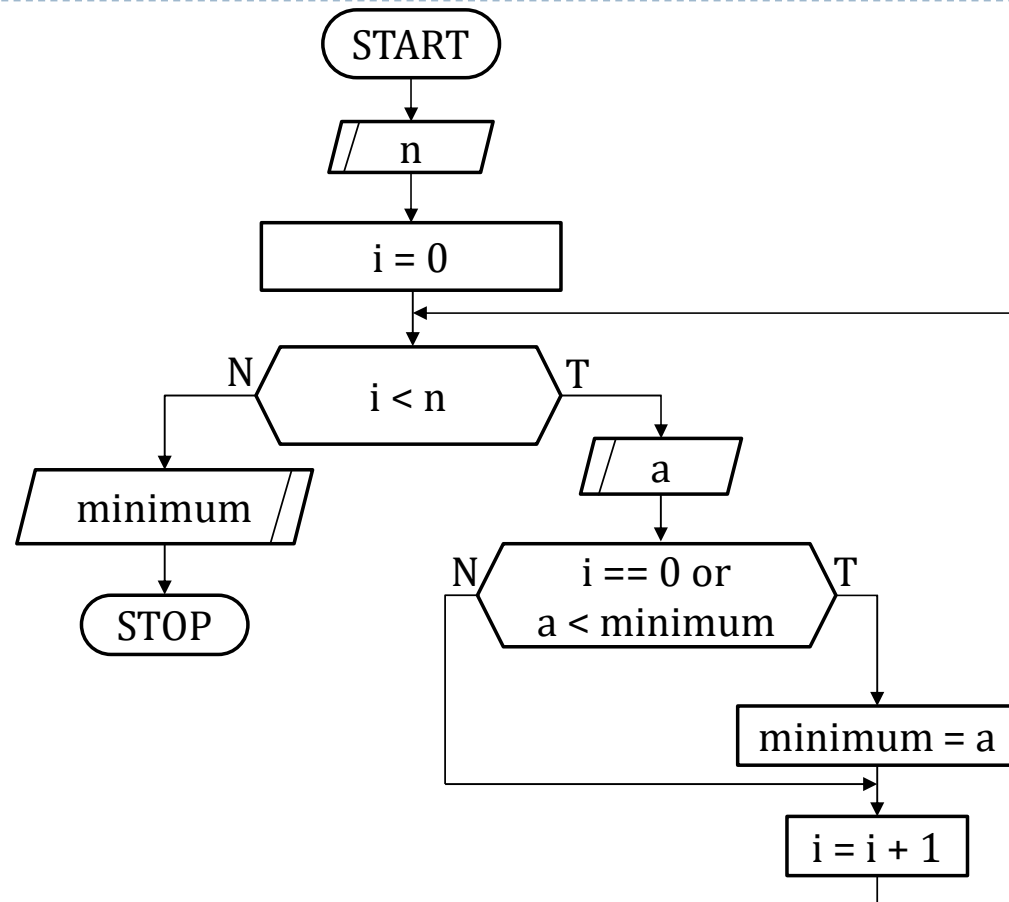 START
n
i = 0
N
i < n
T
a
minimum
STOP
N
i == 0 or
a < minimum
T
minimum = a
i = i + 1